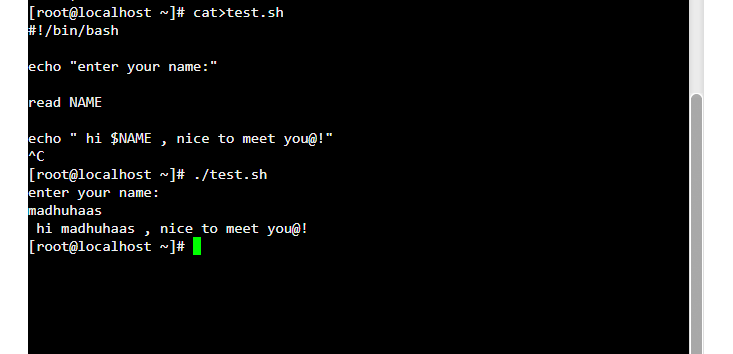 [root@localhost ~]# cat>test.sh
#!/bin/bash
echo "enter your name:"
read NAME
echo " hi $NAME , nice to meet you@!"
^C
[root@localhost ~]# ./test.sh
enter your name:
madhuhaas
 hi madhuhaas , nice to meet you@!
[root@localhost ~]#